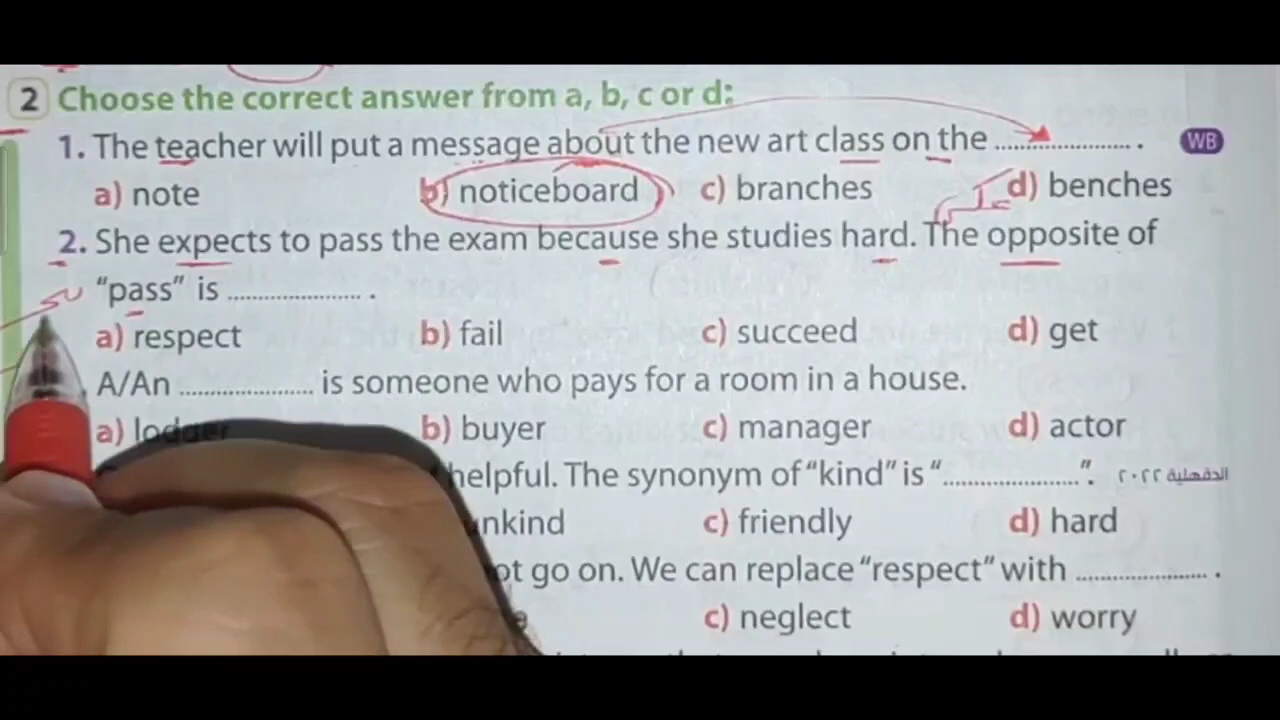 2 Choose the correct answer from a, b, c or d:
1. The teacher will put a message about the new art class on the ........................ . WB
a) note b) noticeboard c) branches d) benches
2. She expects to pass the exam because she studies hard. The opposite of
“pass” is ........................ .
a) respect b) fail c) succeed d) get
A/An ........................ is someone who pays for a room in a house.
a) lodger b) buyer c) manager d) actor
helpful. The synonym of “kind” is “........................”. الدقهلية ٢٠٢٢
unkind c) friendly d) hard
not go on. We can replace “respect” with ........................ .
c) neglect d) worry